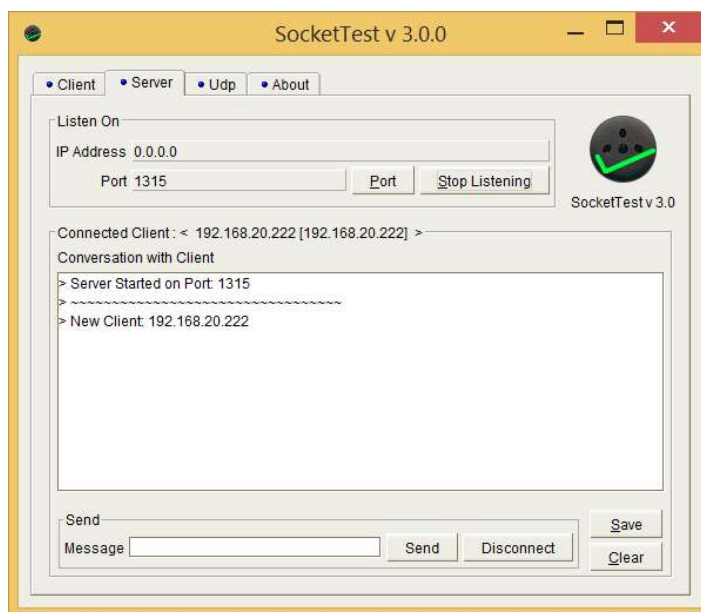 SocketTest v 3.0.0
Client Server Udp About
Listen On
IP Address 0.0.0.0
Port 1315 Port Stop Listening
SocketTest v 3.0
Connected Client : < 192.168.20.222 [192.168.20.222] >
Conversation with Client
> Server Started on Port: 1315
> ~~~~~~~~~~~~~~~~~~~~~~~~~~~~~~~~~
> New Client: 192.168.20.222
Send
Message Send Disconnect
Save
Clear